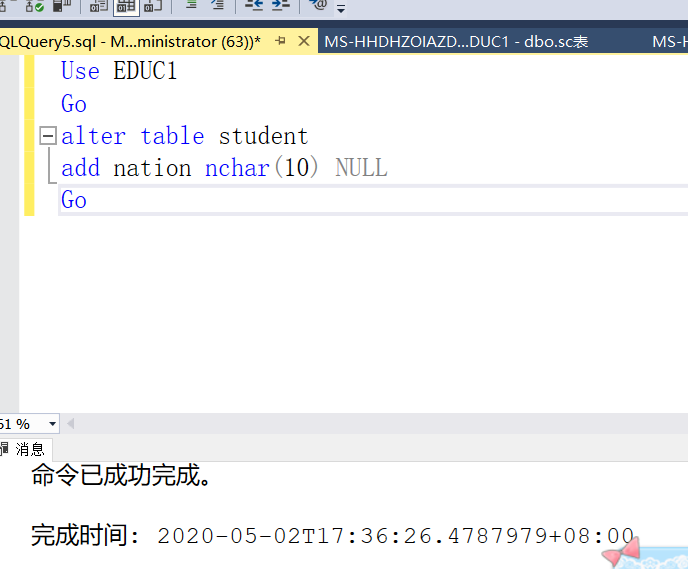 QLQuery5.sql - M...ministrator (63))*
MS-HHDHZOIAZD...DUC1 - dbo.sc表
MS-H
Use EDUC1
Go
alter table student
add nation nchar(10) NULL
Go
51 %
消息
命令已成功完成。
完成时间: 2020-05-02T17:36:26.4787979+08:00